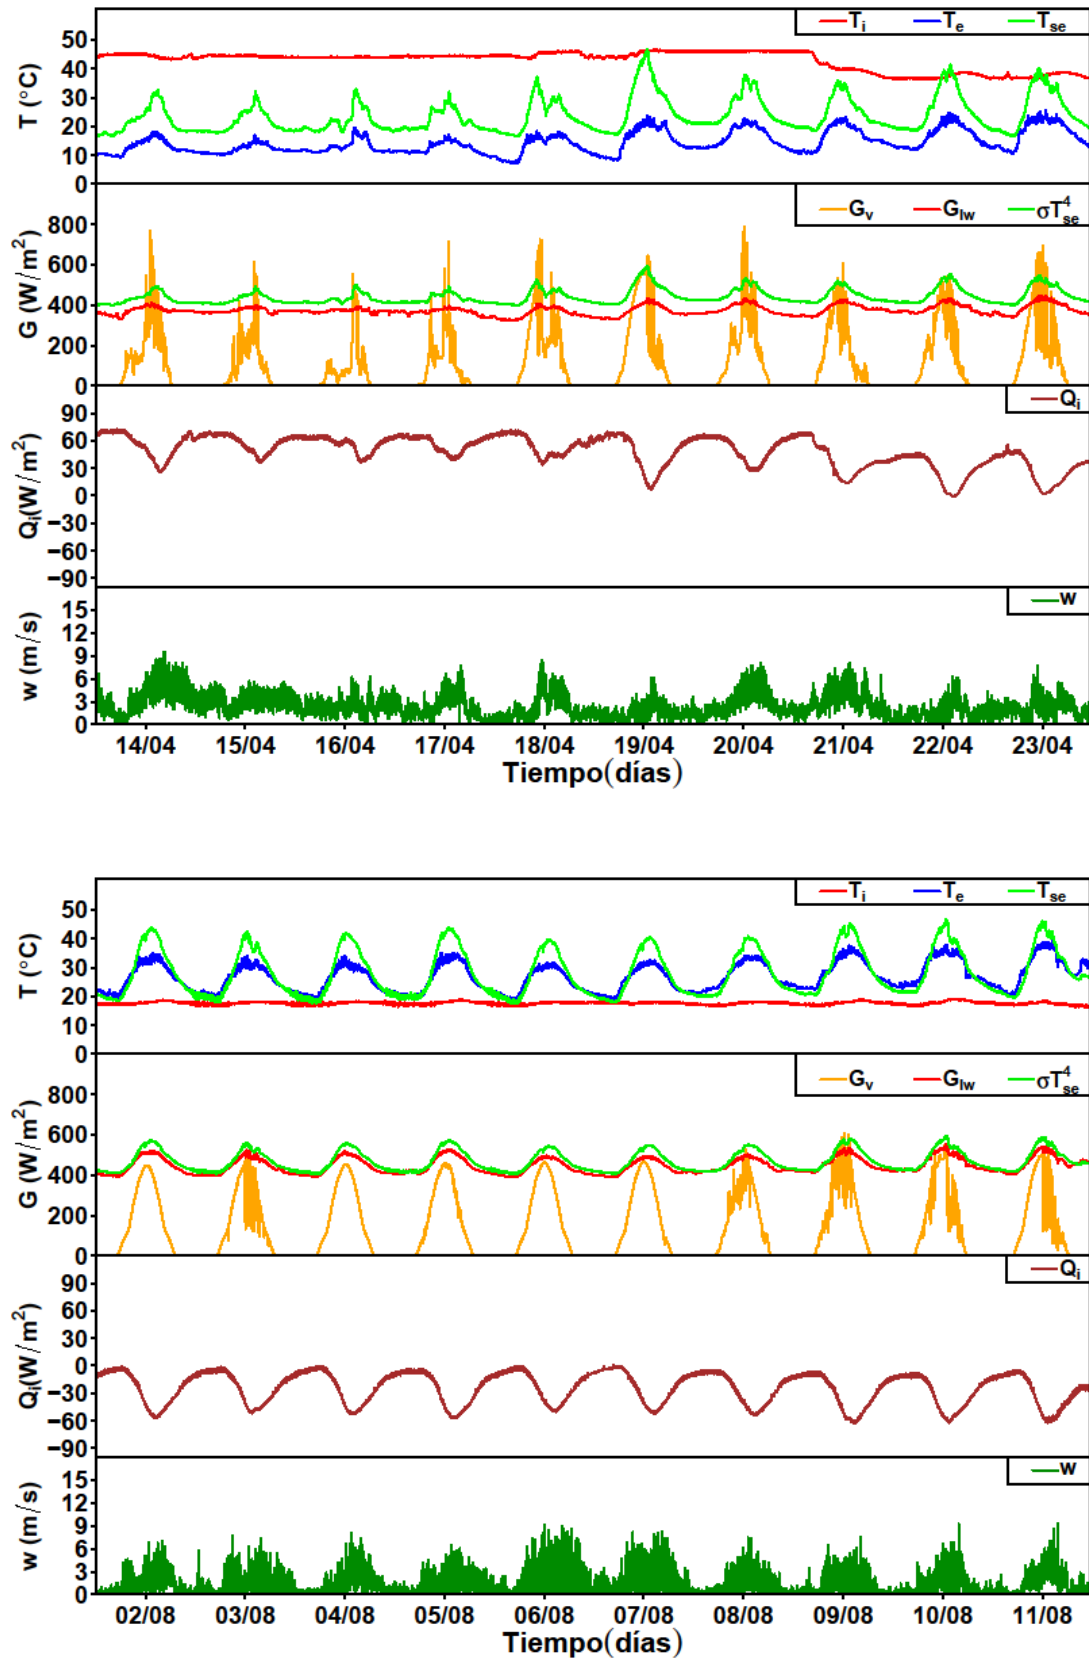 T_i T_e T_se
T (°C)
50
40
30
20
10
0
G_v G_lw σT_se^4
G (W/m²)
800
600
400
200
0
Q_i
Q_i(W/m²)
90
60
30
0
−30
−60
−90
w
w (m/s)
15
12
9
6
3
0
14/04 15/04 16/04 17/04 18/04 19/04 20/04 21/04 22/04 23/04
Tiempo(días)
T_i T_e T_se
T (°C)
50
40
30
20
10
0
G_v G_lw σT_se^4
G (W/m²)
800
600
400
200
0
Q_i
Q_i(W/m²)
90
60
30
0
−30
−60
−90
w
w (m/s)
15
12
9
6
3
0
02/08 03/08 04/08 05/08 06/08 07/08 08/08 09/08 10/08 11/08
Tiempo(días)